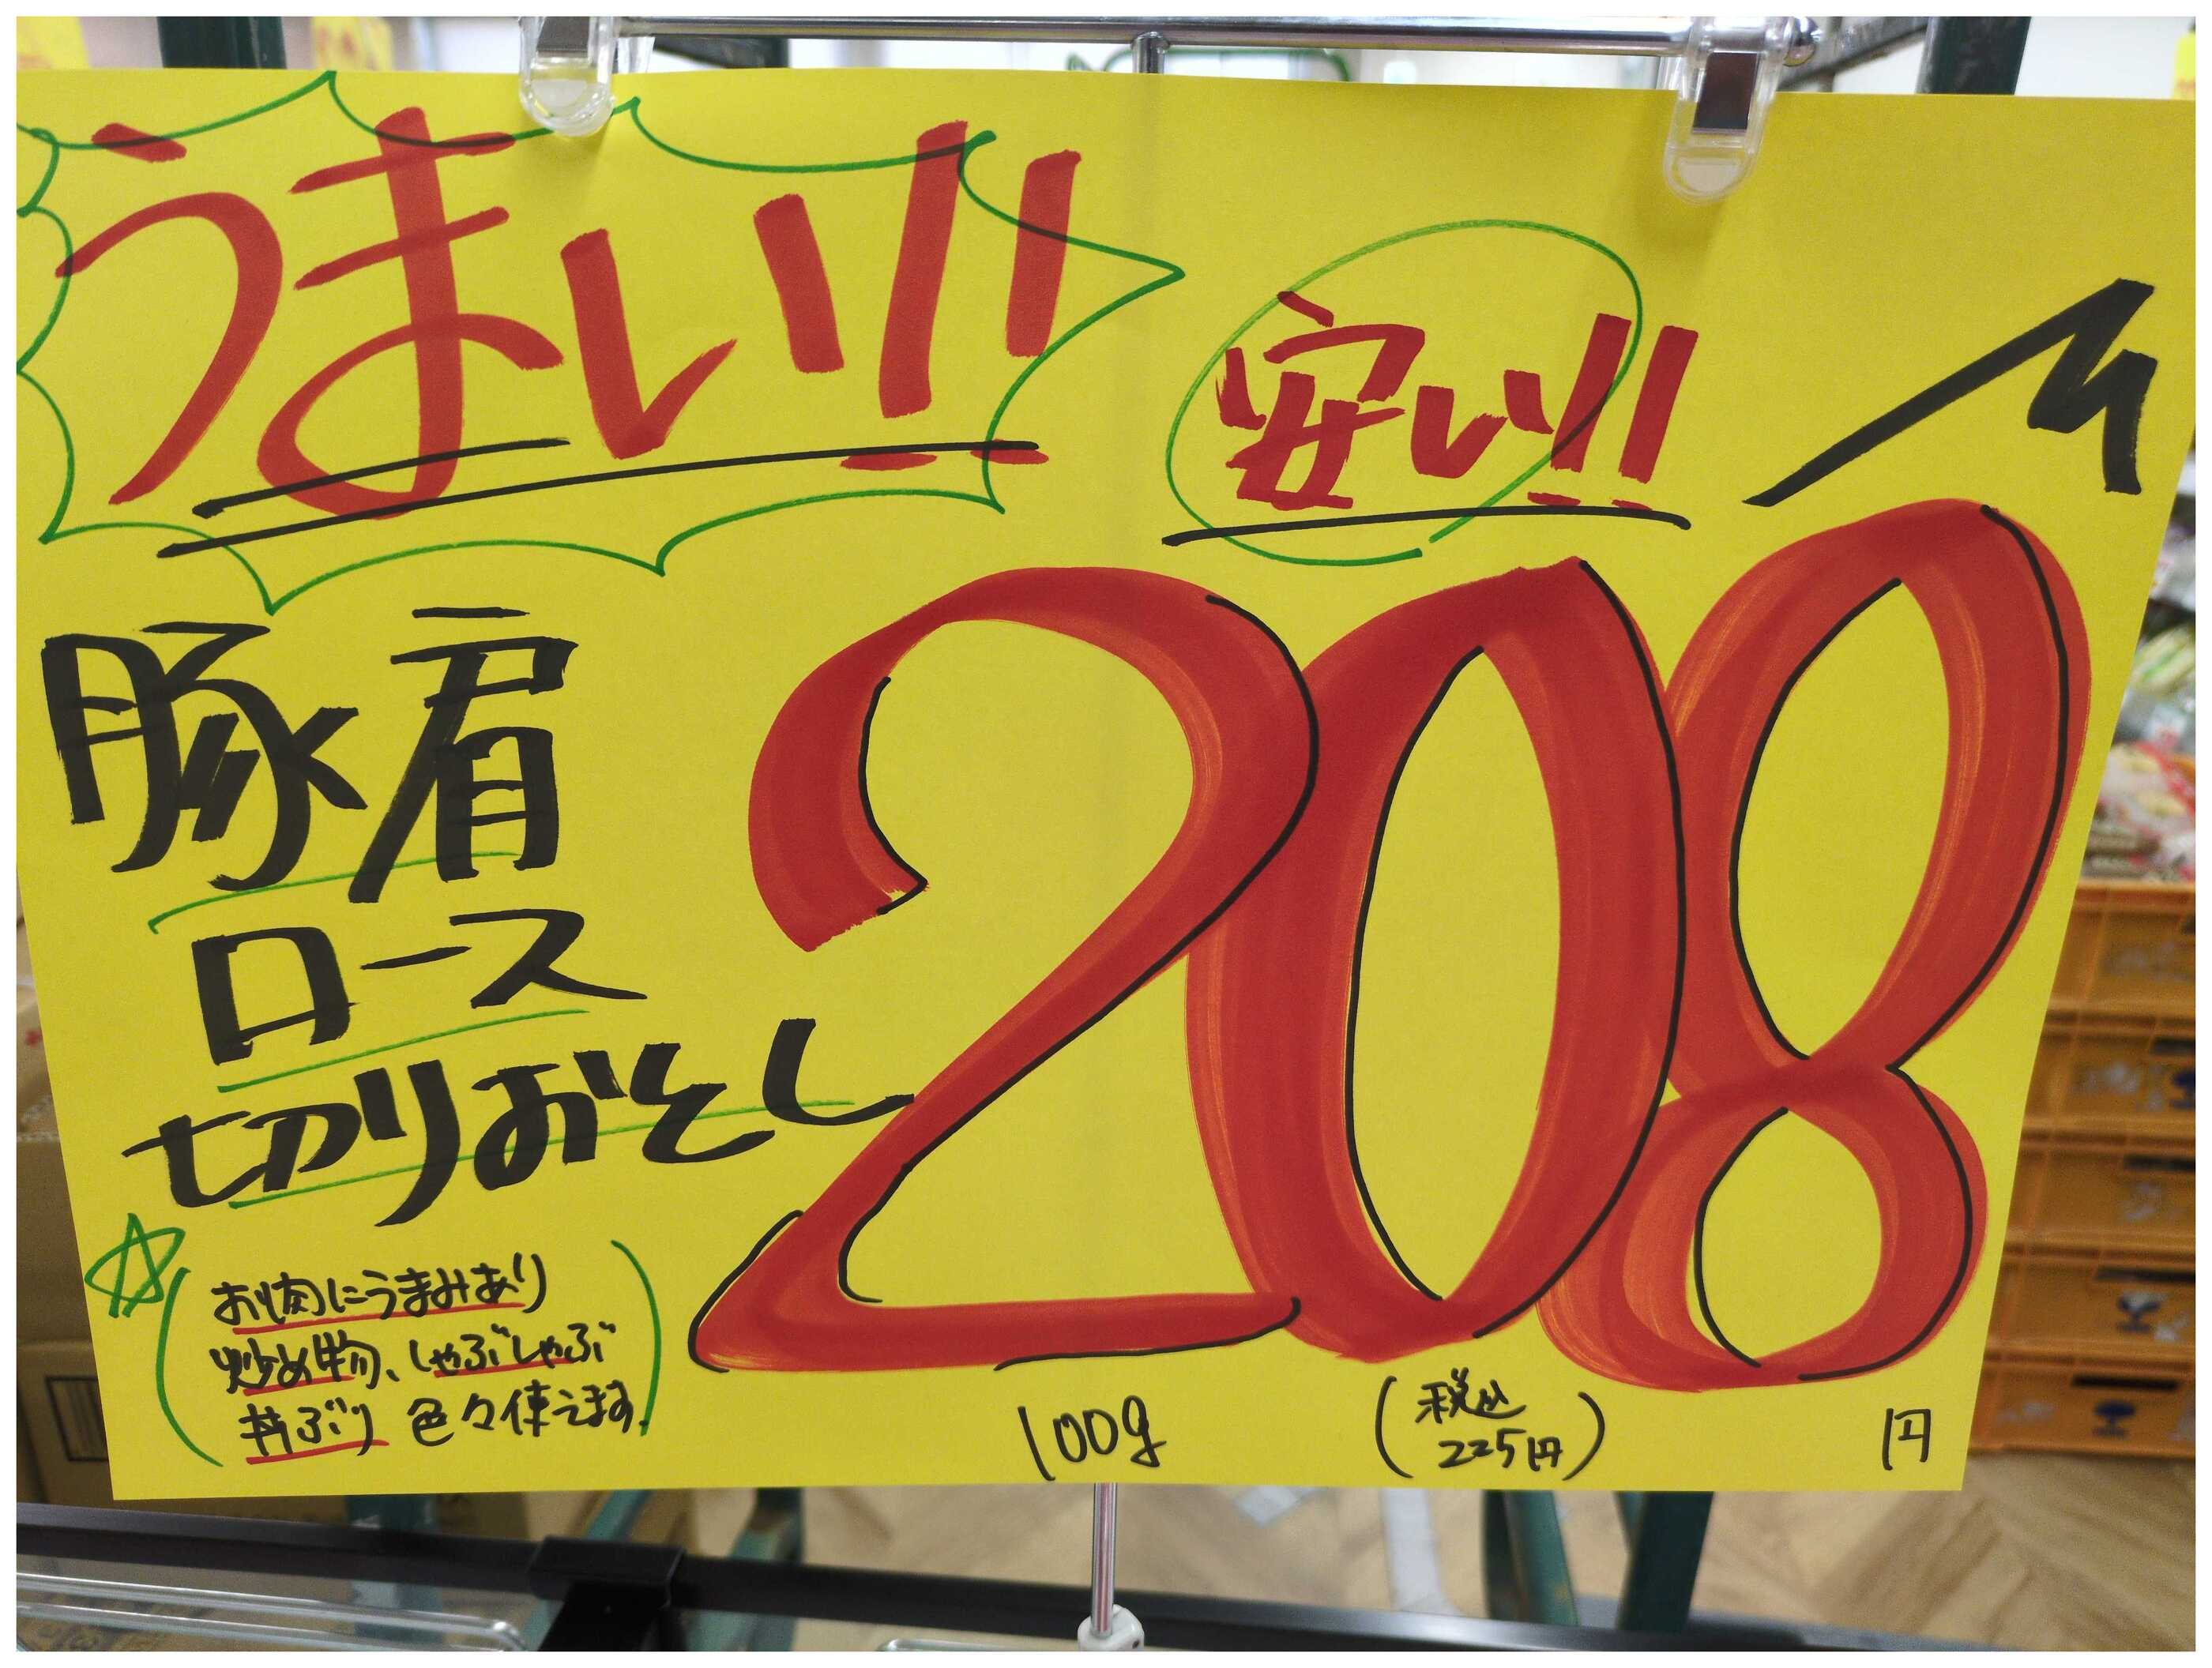 うまい!!
安い!!
豚肩
ロース
切りおとし
208
円
☆(お肉にうまみあり
炒め物、しゃぶしゃぶ
丼ぶり 色々使えます。)
100g
(税込
225円)